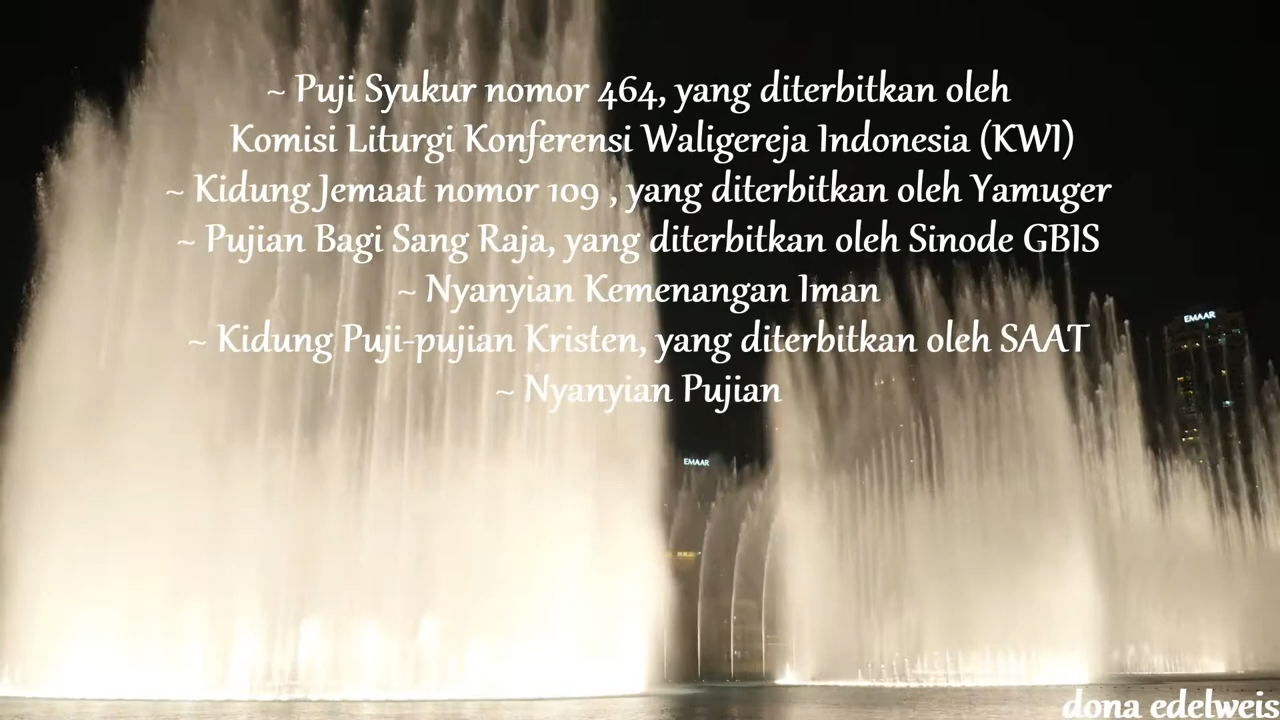 ~ Puji Syukur nomor 464, yang diterbitkan oleh
Komisi Liturgi Konferensi Waligereja Indonesia (KWI)
~ Kidung Jemaat nomor 109 , yang diterbitkan oleh Yamuger
~ Pujian Bagi Sang Raja, yang diterbitkan oleh Sinode GBIS
~ Nyanyian Kemenangan Iman
~ Kidung Puji-pujian Kristen, yang diterbitkan oleh SAAT
~ Nyanyian Pujian
EMAAR
EMAAR
dona edelweis